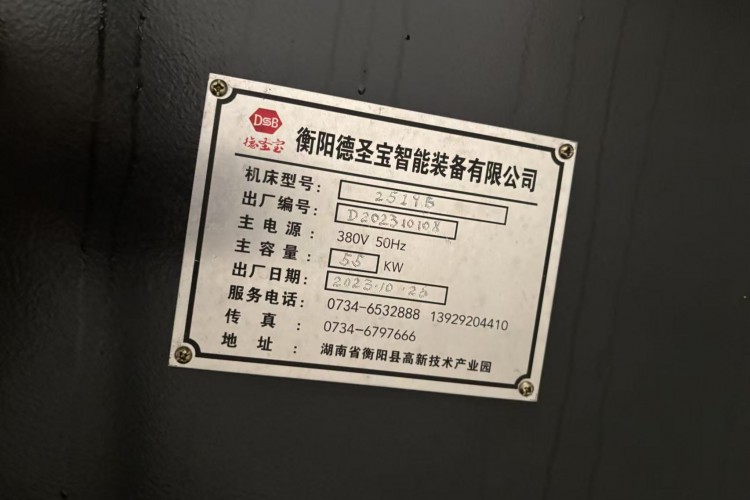 DSB
德圣宝
衡阳德圣宝智能装备有限公司
机床型号: 2519B
出厂编号: D202310108
主电源: 380V 50Hz
主容量: 55 KW
出厂日期: 2023.10.26
服务电话: 0734-6532888 13929204410
传真: 0734-6797666
地址: 湖南省衡阳县高新技术产业园